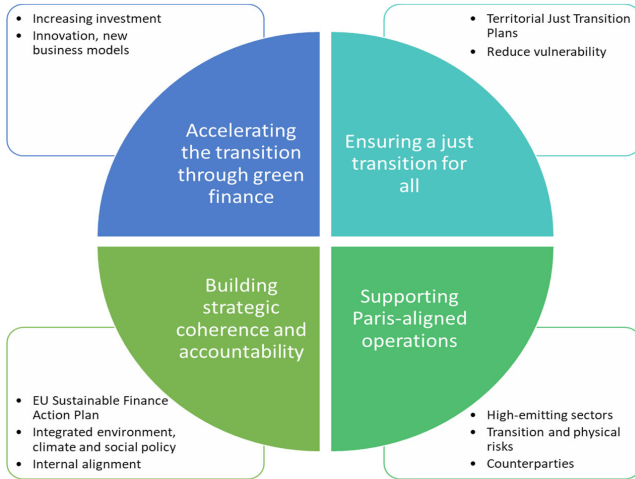 • Increasing investment
• Innovation, new
business models
• Territorial Just Transition
Plans
• Reduce vulnerability
Accelerating
the transition
through green
finance
Ensuring a just
transition for
all
Building
strategic
coherence and
accountability
Supporting
Paris-aligned
operations
• EU Sustainable Finance
Action Plan
• Integrated environment,
climate and social policy
• Internal alignment
• High-emitting sectors
• Transition and physical
risks
• Counterparties